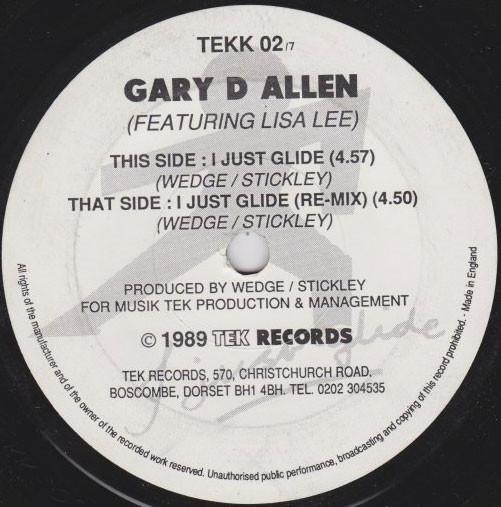 TEKK 02/7
GARY D ALLEN
(FEATURING LISA LEE)
THIS SIDE : I JUST GLIDE (4.57)
(WEDGE / STICKLEY)
THAT SIDE : I JUST GLIDE (RE-MIX) (4.50)
(WEDGE / STICKLEY)
PRODUCED BY WEDGE / STICKLEY
FOR MUSIK TEK PRODUCTION & MANAGEMENT
© 1989 TEK RECORDS
I just glide
TEK RECORDS, 570, CHRISTCHURCH ROAD,
BOSCOMBE, DORSET BH1 4BH. TEL. 0202 304535
All rights of the manufacturer and of the owner of the recorded work reserved. Unauthorised public performance, broadcasting and copying of this record prohibited. - Made in England